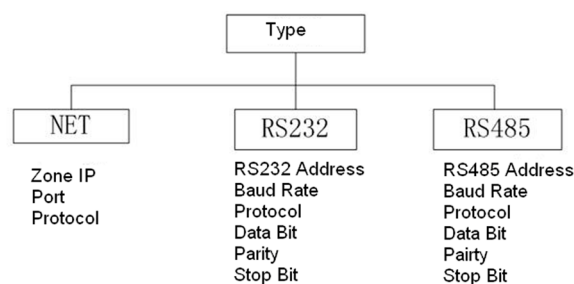 Type
NET
Zone IP
Port
Protocol
RS232
RS232 Address
Baud Rate
Protocol
Data Bit
Parity
Stop Bit
RS485
RS485 Address
Baud Rate
Protocol
Data Bit
Pairty
Stop Bit